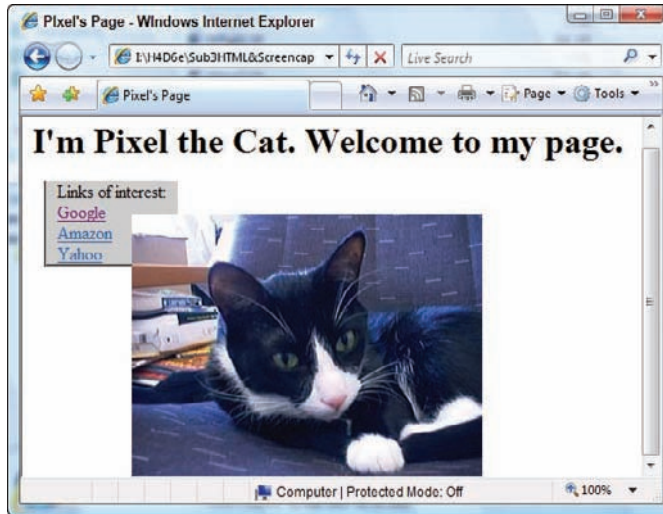 PIxel's Page - WIndows Internet Explorer
I:\H4D6e\Sub3HTML&Screencap
Live Search
Pixel's Page
Page
Tools
I'm Pixel the Cat. Welcome to my page.
Links of interest:
Google
Amazon
Yahoo
Computer | Protected Mode: Off
100%